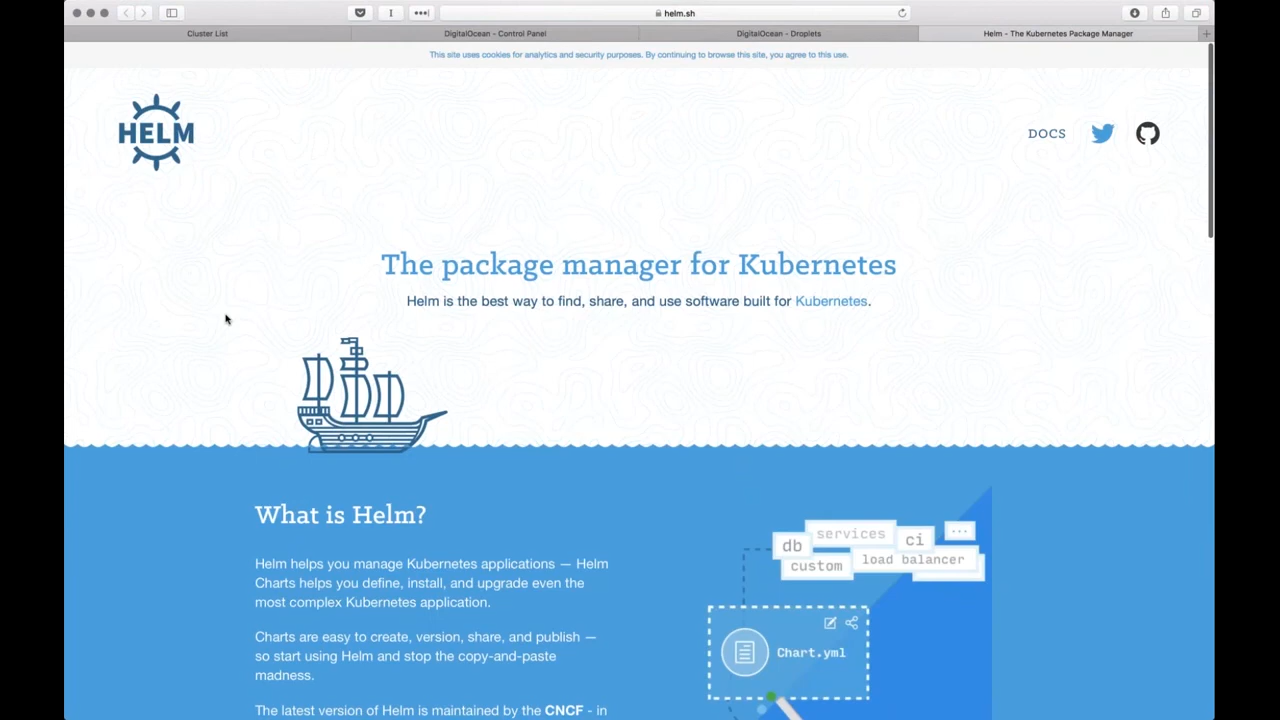 helm.sh
Cluster List
DigitalOcean - Control Panel
DigitalOcean - Droplets
Helm - The Kubernetes Package Manager
This site uses cookies for analytics and security purposes. By continuing to browse this site, you agree to this use.
HELM
DOCS
The package manager for Kubernetes
Helm is the best way to find, share, and use software built for Kubernetes.
What is Helm?
Helm helps you manage Kubernetes applications — Helm
Charts helps you define, install, and upgrade even the
most complex Kubernetes application.
Charts are easy to create, version, share, and publish —
so start using Helm and stop the copy-and-paste
madness.
The latest version of Helm is maintained by the CNCF - in
services
...
db
ci
custom
load balancer
Chart.yml